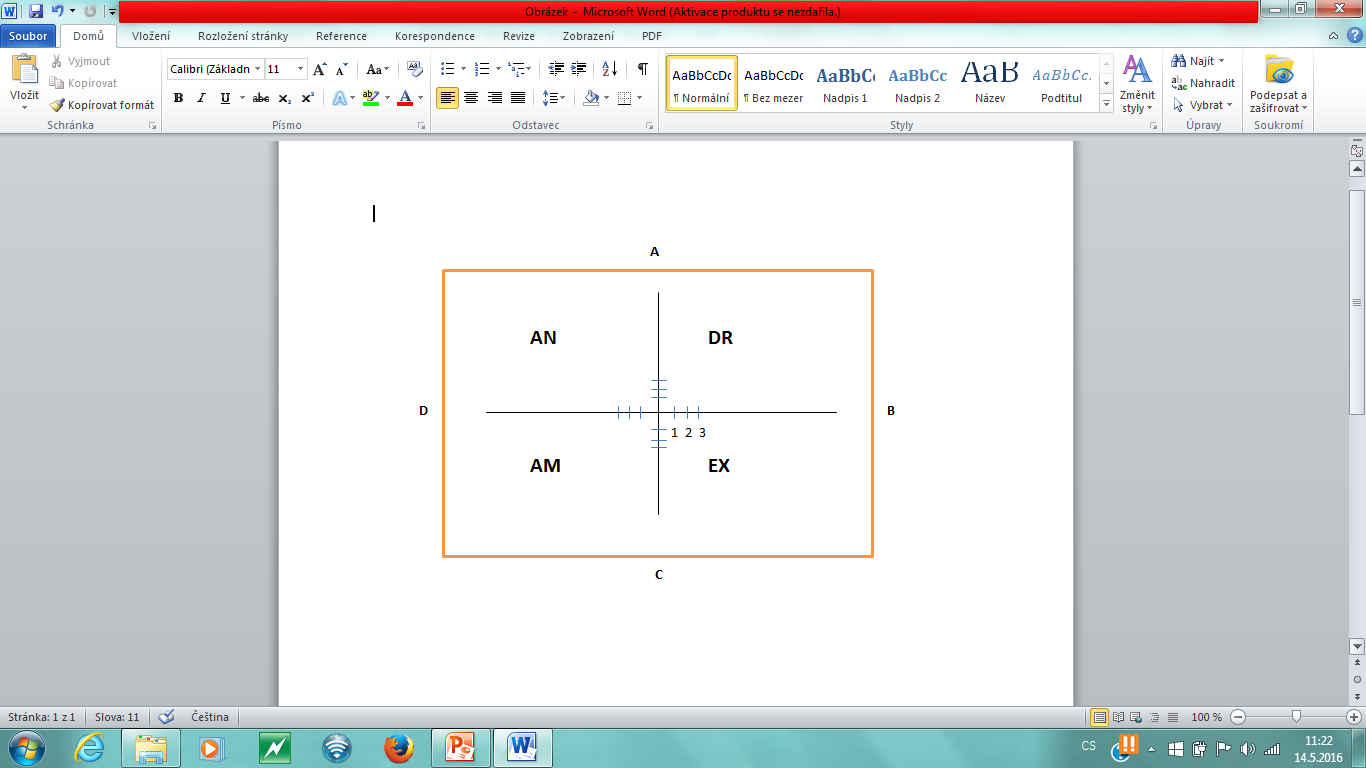 Obrázek - Microsoft Word (Aktivace produktu se nezdařila.)
Soubor Domů Vložení Rozložení stránky Reference Korespondence Revize Zobrazení PDF
Vložit
Vyjmout
Kopírovat
Kopírovat formát
Schránka
Calibri (Základn 11
Písmo
Odstavec
AaBbCcDc AaBbCcDc AaBbCc AaBbCc AaB AaBbCc.
¶ Normální ¶ Bez mezer Nadpis 1 Nadpis 2 Název Podtitul
Styly
Změnit
styly
Najít
Nahradit
Vybrat
Úpravy
Podepsat a
zašifrovat
Soukromí
A
AN DR
D B
1 2 3
AM EX
C
Stránka: 1 z 1 Slova: 11 Čeština 100 %
CS 11:22
14.5.2016